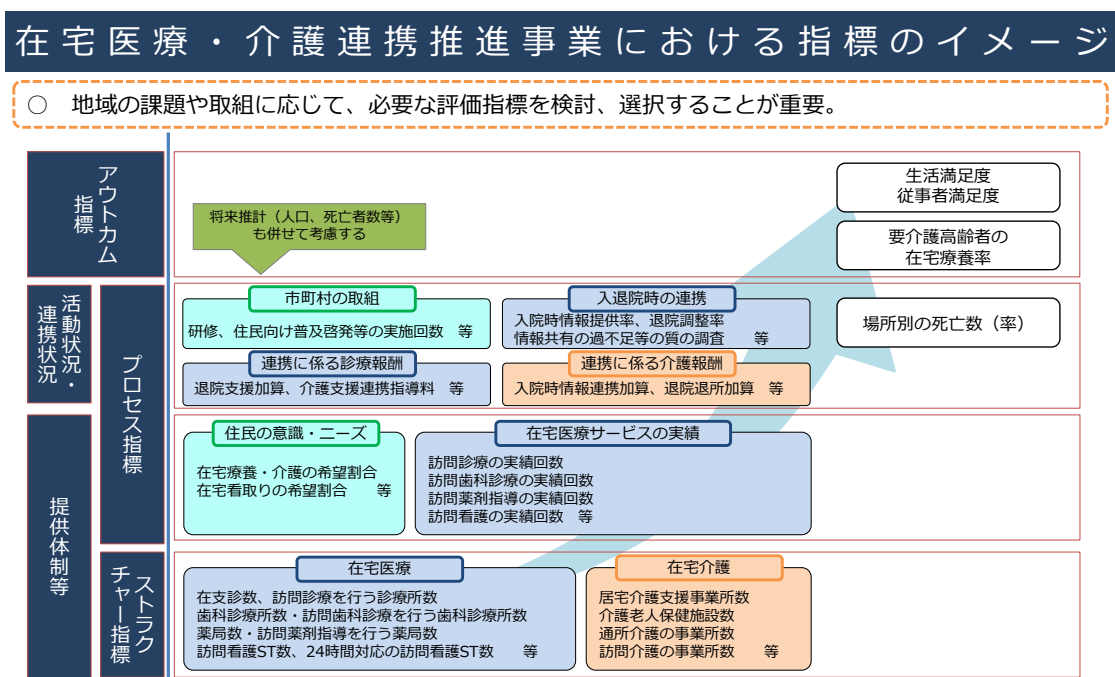 在宅医療・介護連携推進事業における指標のイメージ
○　地域の課題や取組に応じて、必要な評価指標を検討、選択することが重要。
アウトカム
指標
将来推計（人口、死亡者数等）
も併せて考慮する
生活満足度
従事者満足度
要介護高齢者の
在宅療養率
活動状況・
連携状況
プロセス指標
市町村の取組
研修、住民向け普及啓発等の実施回数　等
入退院時の連携
入院時情報提供率、退院調整率
情報共有の過不足等の質の調査　　等
場所別の死亡数（率）
連携に係る診療報酬
退院支援加算、介護支援連携指導料　等
連携に係る介護報酬
入院時情報連携加算、退院退所加算　等
提供体制等
住民の意識・ニーズ
在宅療養・介護の希望割合
在宅看取りの希望割合　　等
在宅医療サービスの実績
訪問診療の実績回数
訪問歯科診療の実績回数
訪問薬剤指導の実績回数
訪問看護の実績回数　等
ストラク
チャー指標
在宅医療
在支診数、訪問診療を行う診療所数
歯科診療所数・訪問歯科診療を行う歯科診療所数
薬局数・訪問薬剤指導を行う薬局数
訪問看護ST数、24時間対応の訪問看護ST数　　等
在宅介護
居宅介護支援事業所数
介護老人保健施設数
通所介護の事業所数
訪問介護の事業所数　　等